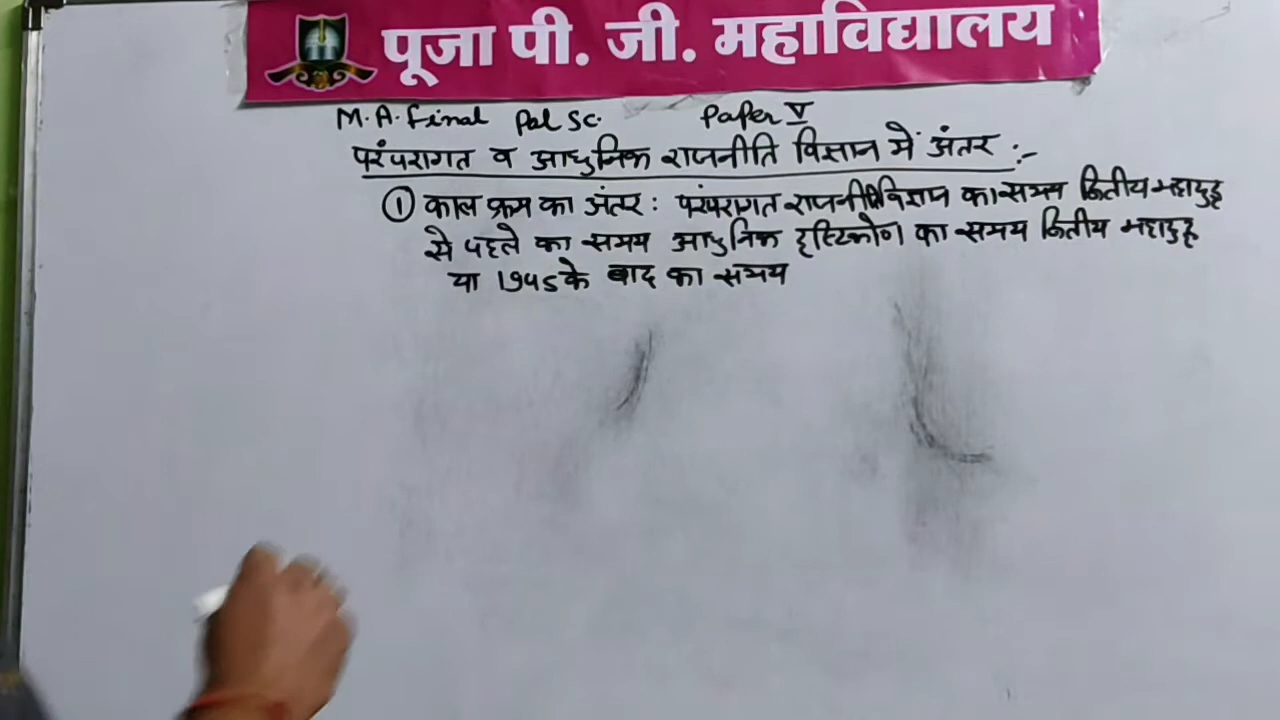 पूजा पी. जी. महाविद्यालय
M.A. Final Pol Sc. Paper V
परंपरागत व आधुनिक राजनीति विज्ञान में अंतर :-
① काल क्रम का अंतर : परंपरागत राजनीति विज्ञान का समय द्वितीय महायुद्ध
से पहले का समय आधुनिक दृष्टिकोण का समय द्वितीय महायुद्ध
या 1945 के बाद का समय